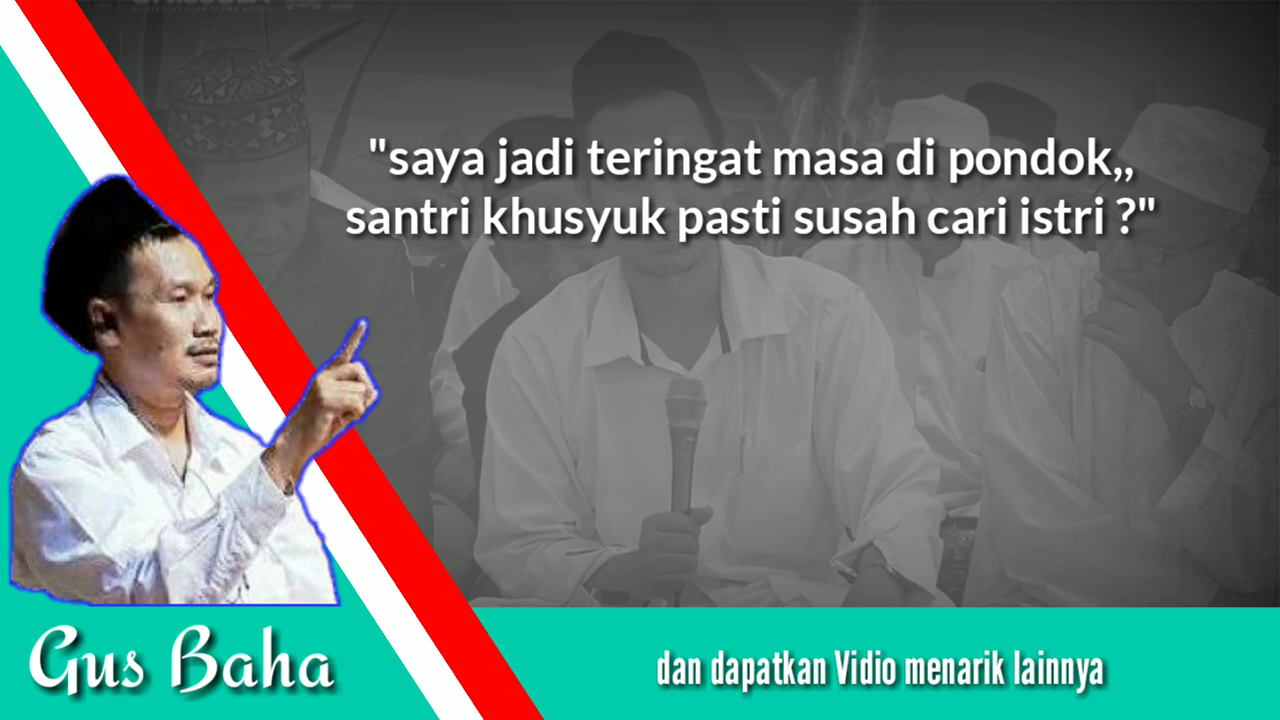 "saya jadi teringat masa di pondok,,
santri khusyuk pasti susah cari istri ?"
Gus Baha
dan dapatkan Vidio menarik lainnya